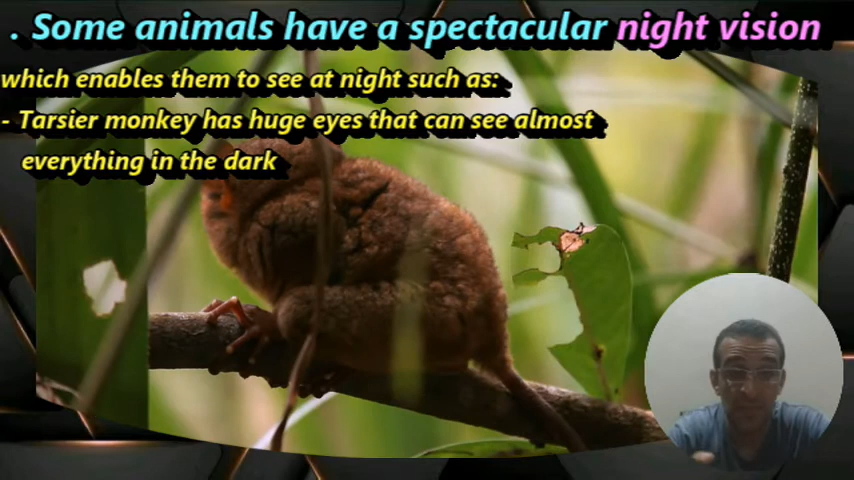 . Some animals have a spectacular night vision
which enables them to see at night such as:
- Tarsier monkey has huge eyes that can see almost
everything in the dark